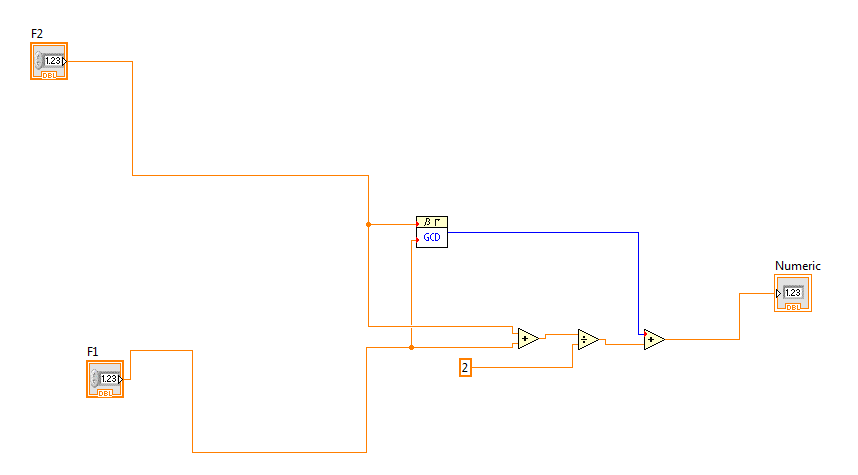 F2
1.23
DBL
β Γ
GCD
Numeric
1.23
DBL
+
÷
+
F1
1.23
DBL
2